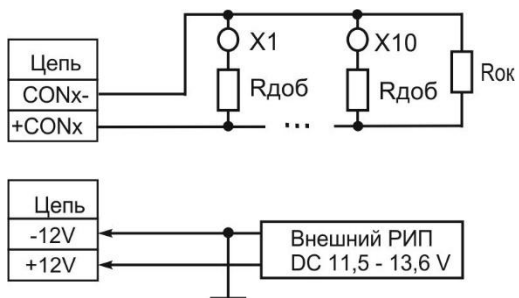 Цепь
CONx-
+CONx
X1
Rдоб
...
X10
Rдоб
Rок
Цепь
-12V
+12V
Внешний РИП
DC 11,5 - 13,6 V